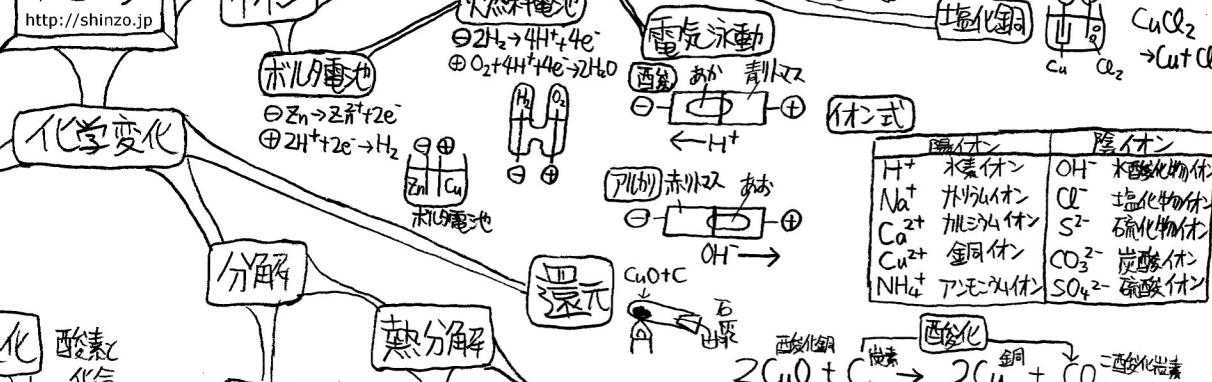 http://shinzo.jp
イオン
燃料電池
⊖2H₂→4H⁺+4e⁻
⊕O₂+4H⁺+4e⁻→2H₂O
H₂ O₂
⊖ ⊕
ボルタ電池
⊖Zn→Zn²⁺+2e⁻
⊕2H⁺+2e⁻→H₂
⊖ ⊕
Zn Cu
ボルタ電池
電気泳動
酸 あか 青リトマス
⊖ ⊕
←H⁺
アルカリ 赤リトマス あお
⊖ ⊕
OH⁻→
塩化銅
Cu Cl₂
CuCl₂
→Cu+Cl
イオン式
陽イオン 陰イオン
H⁺ 水素イオン OH⁻ 水酸化物イオン
Na⁺ ナトリウムイオン Cl⁻ 塩化物イオン
Ca²⁺ カルシウムイオン S²⁻ 硫化物イオン
Cu²⁺ 銅イオン CO₃²⁻ 炭酸イオン
NH₄⁺ アンモニウムイオン SO₄²⁻ 硫酸イオン
化学変化
分解
熱分解
還元
CuO+C
酸化
酸化銅 炭素 銅 二酸化炭素
2CuO+C→2Cu+CO
化
酸素と
化合